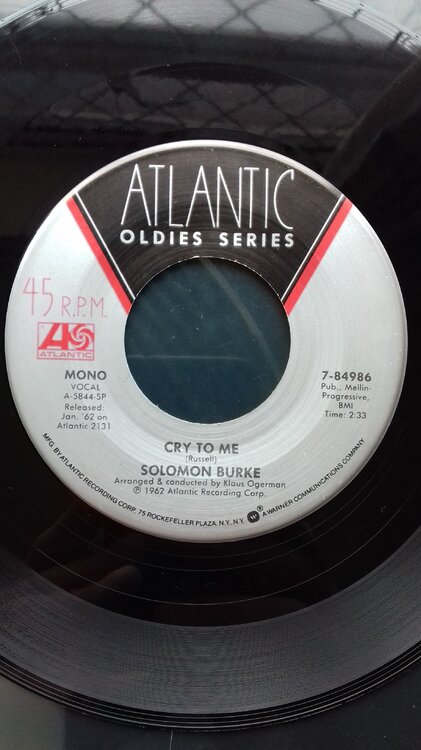 ATLANTIC
OLDIES SERIES
45 R.P.M.
ATLANTIC
MONO
VOCAL
A-5844-SP
Released:
Jan. '62 on
Atlantic 2131
7-84986
Pub., Mellin-
Progressive,
BMI
Time: 2:33
CRY TO ME
(Russell)
SOLOMON BURKE
Arranged & conducted by Klaus Ogerman
℗ 1962 Atlantic Recording Corp.
MFG. BY ATLANTIC RECORDING CORP. 75 ROCKEFELLER PLAZA, N.Y. N.Y. ® A WARNER COMMUNICATIONS COMPANY